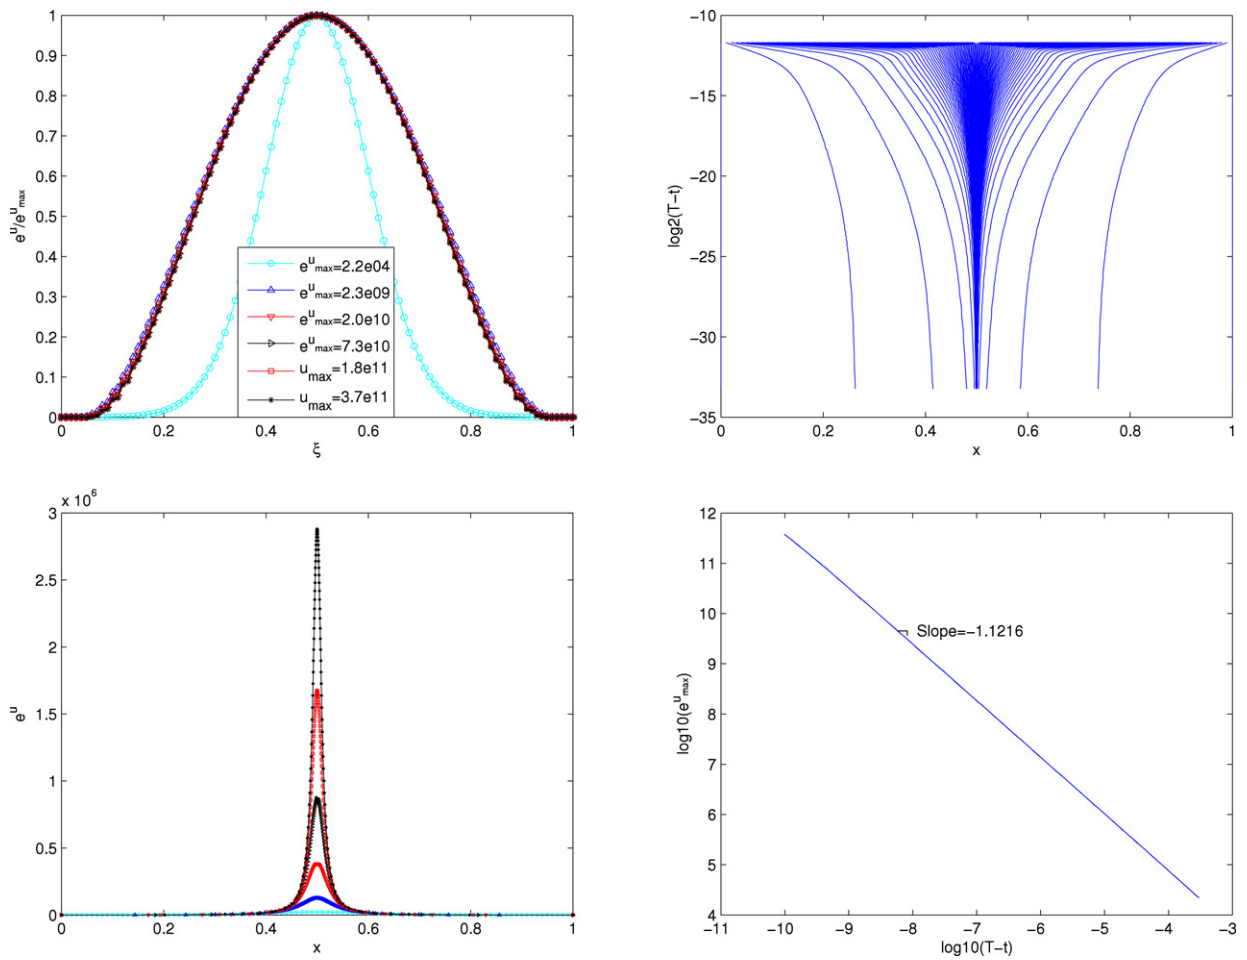 1
0.9
0.8
0.7
0.6
0.5
0.4
0.3
0.2
0.1
0
e^u/e^u_max
0 0.2 0.4 0.6 0.8 1
ξ
e^u_max=2.2e04
e^u_max=2.3e09
e^u_max=2.0e10
e^u_max=7.3e10
u_max=1.8e11
u_max=3.7e11
−10
−15
−20
−25
−30
−35
log2(T−t)
0 0.2 0.4 0.6 0.8 1
x
x 10^6
3
2.5
2
1.5
1
0.5
0
e^u
0 0.2 0.4 0.6 0.8 1
x
12
11
10
9
8
7
6
5
4
log10(e^u_max)
Slope=−1.1216
−11 −10 −9 −8 −7 −6 −5 −4 −3
log10(T−t)